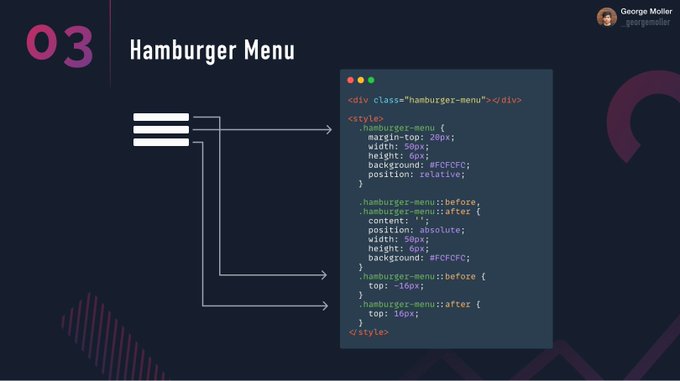 George Moller
_georgemoller
03
Hamburger Menu
<div class="hamburger-menu"></div>
<style>
.hamburger-menu {
margin-top: 20px;
width: 50px;
height: 6px;
background: #FCFCFC;
position: relative;
}
.hamburger-menu::before,
.hamburger-menu::after {
content: '';
position: absolute;
width: 50px;
height: 6px;
background: #FCFCFC;
}
.hamburger-menu::before {
top: -16px;
}
.hamburger-menu::after {
top: 16px;
}
</style>